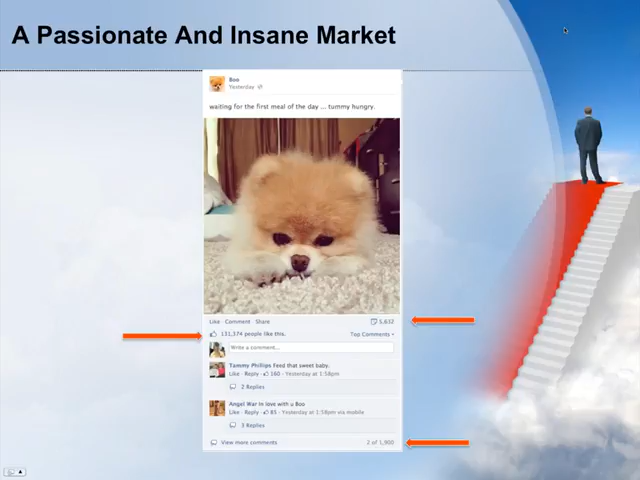 A Passionate And Insane Market
Boo
Yesterday
waiting for the first meal of the day ... tummy hungry.
Like Comment Share 5,632
131,374 people like this. Top Comments
Write a comment...
Tammy Phillips Feed that sweet baby.
Like · Reply · 160 · Yesterday at 1:58pm
2 Replies
Angel War In love with u Boo
Like · Reply · 85 · Yesterday at 1:58pm via mobile
3 Replies
View more comments 2 of 1,900